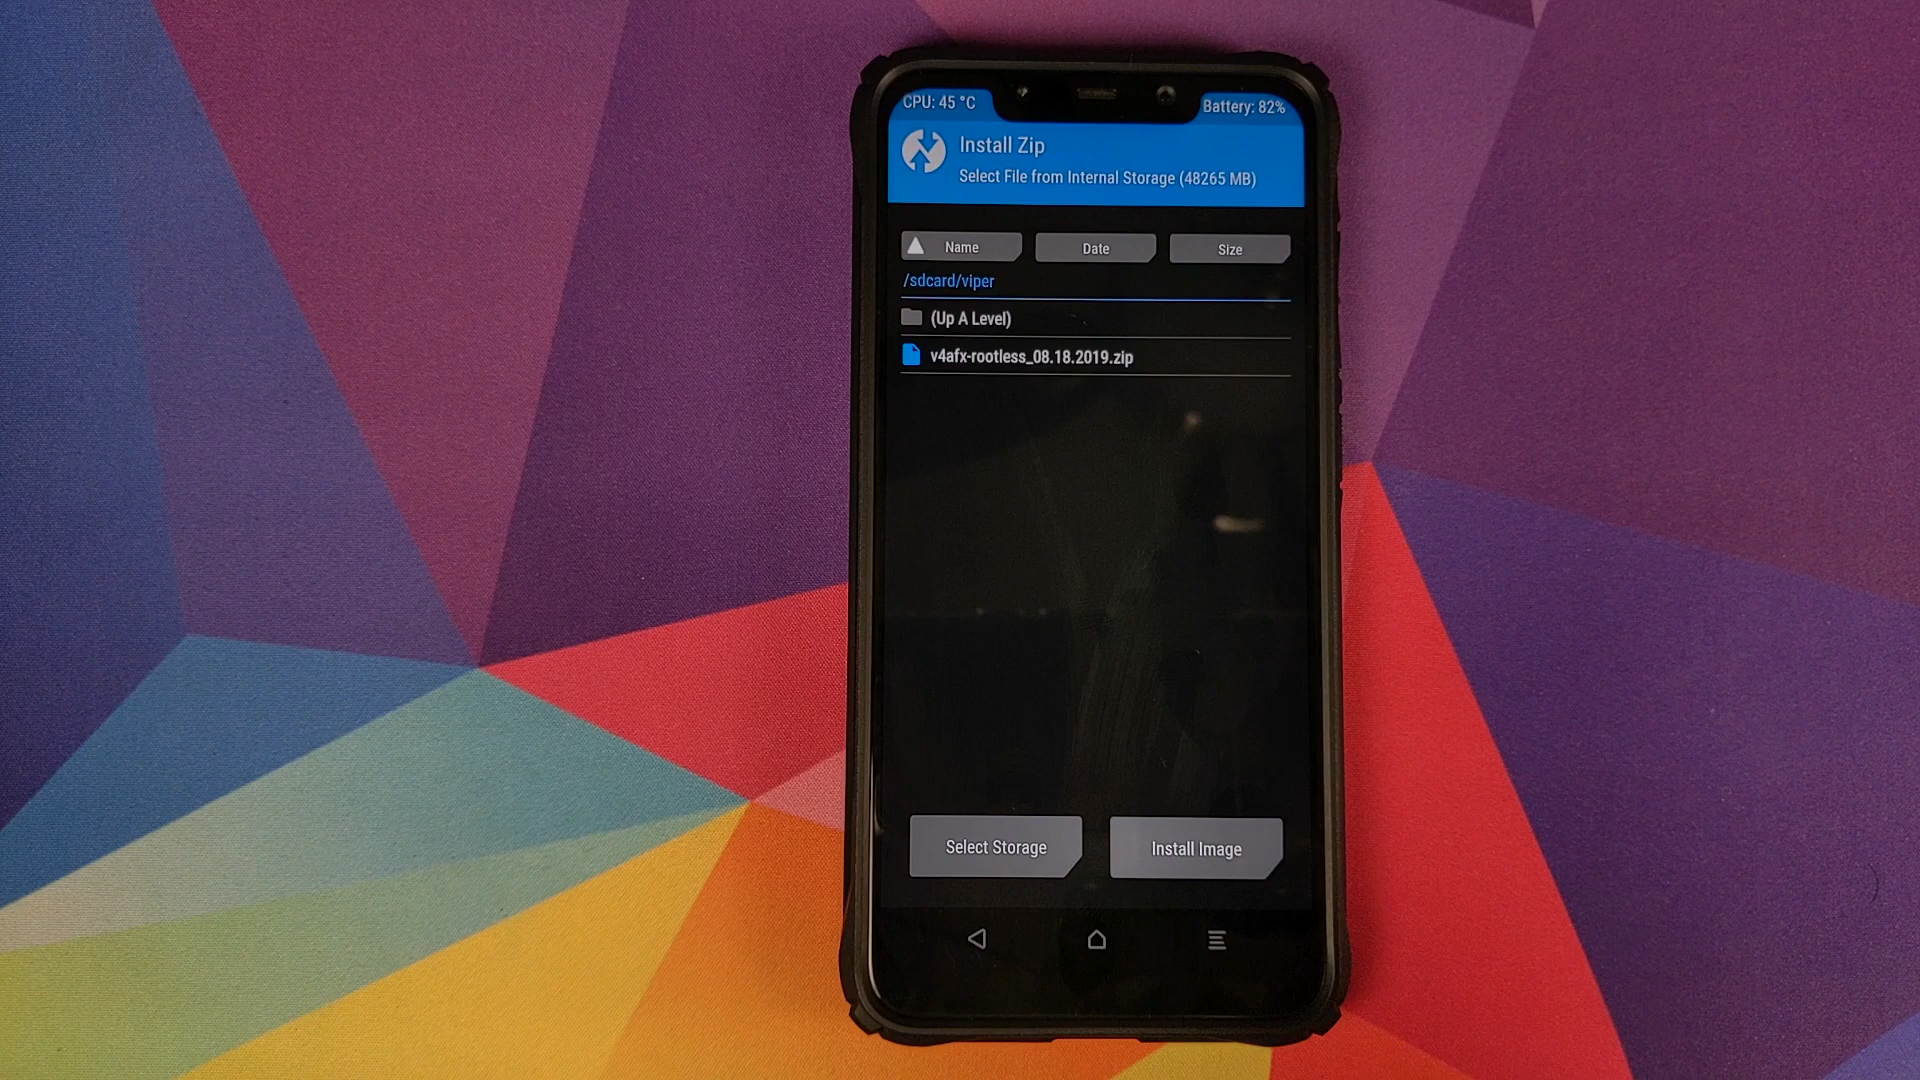 CPU: 45 °C
Battery: 82%
Install Zip
Select File from Internal Storage (48265 MB)
Name
Date
Size
/sdcard/viper
(Up A Level)
v4afx-rootless_08.18.2019.zip
Select Storage
Install Image